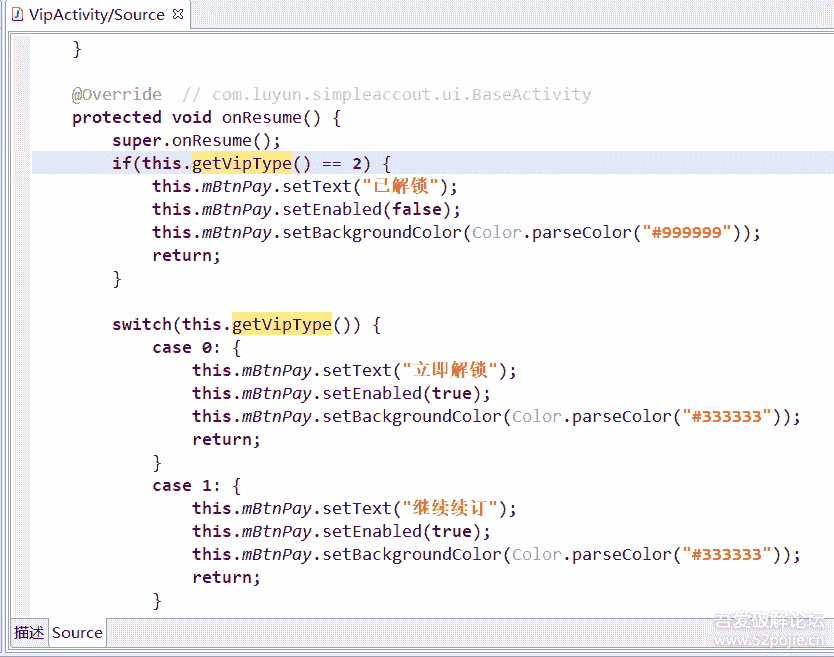 VipActivity/Source
}
@Override  // com.luyun.simpleaccout.ui.BaseActivity
protected void onResume() {
    super.onResume();
    if(this.getVipType() == 2) {
        this.mBtnPay.setText("已解锁");
        this.mBtnPay.setEnabled(false);
        this.mBtnPay.setBackgroundColor(Color.parseColor("#999999"));
        return;
    }
    switch(this.getVipType()) {
        case 0: {
            this.mBtnPay.setText("立即解锁");
            this.mBtnPay.setEnabled(true);
            this.mBtnPay.setBackgroundColor(Color.parseColor("#333333"));
            return;
        }
        case 1: {
            this.mBtnPay.setText("继续续订");
            this.mBtnPay.setEnabled(true);
            this.mBtnPay.setBackgroundColor(Color.parseColor("#333333"));
            return;
        }
吾爱破解论坛
描述 Source
www.52pojie.cn